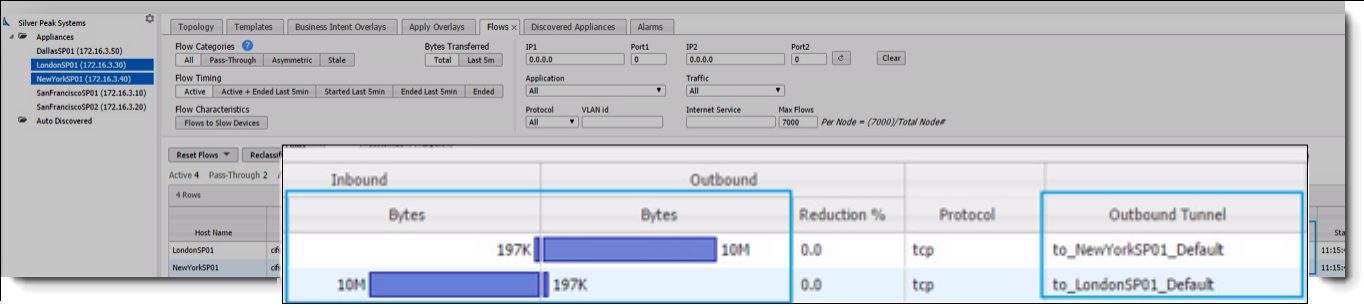 Silver Peak Systems
Appliances
DallasSP01 (172.16.3.50)
LondonSP01 (172.16.3.30)
NewYorkSP01 (172.16.3.40)
SanFranciscoSP01 (172.16.3.10)
SanFranciscoSP02 (172.16.3.20)
Auto Discovered
Topology Templates Business Intent Overlays Apply Overlays Flows × Discovered Appliances Alarms
Flow Categories ? Bytes Transferred IP1 Port1 IP2 Port2
All Pass-Through Asymmetric Stale Total Last 5m 0.0.0.0 0 0.0.0.0 0 Clear
Flow Timing Application Traffic
Active Active + Ended Last 5min Started Last 5min Ended Last 5min Ended All All
Flow Characteristics Protocol VLAN id Internet Service Max Flows
Flows to Slow Devices All 7000 Per Node = (7000)/Total Node#
Reset Flows Reclassif
Active 4 Pass-Through 2
4 Rows
Host Name Sta
LondonSP01 cifs 11:15:
NewYorkSP01 cifs 11:15:
Inbound Outbound
Bytes Bytes Reduction % Protocol Outbound Tunnel
197K 10M 0.0 tcp to_NewYorkSP01_Default
10M 197K 0.0 tcp to_LondonSP01_Default